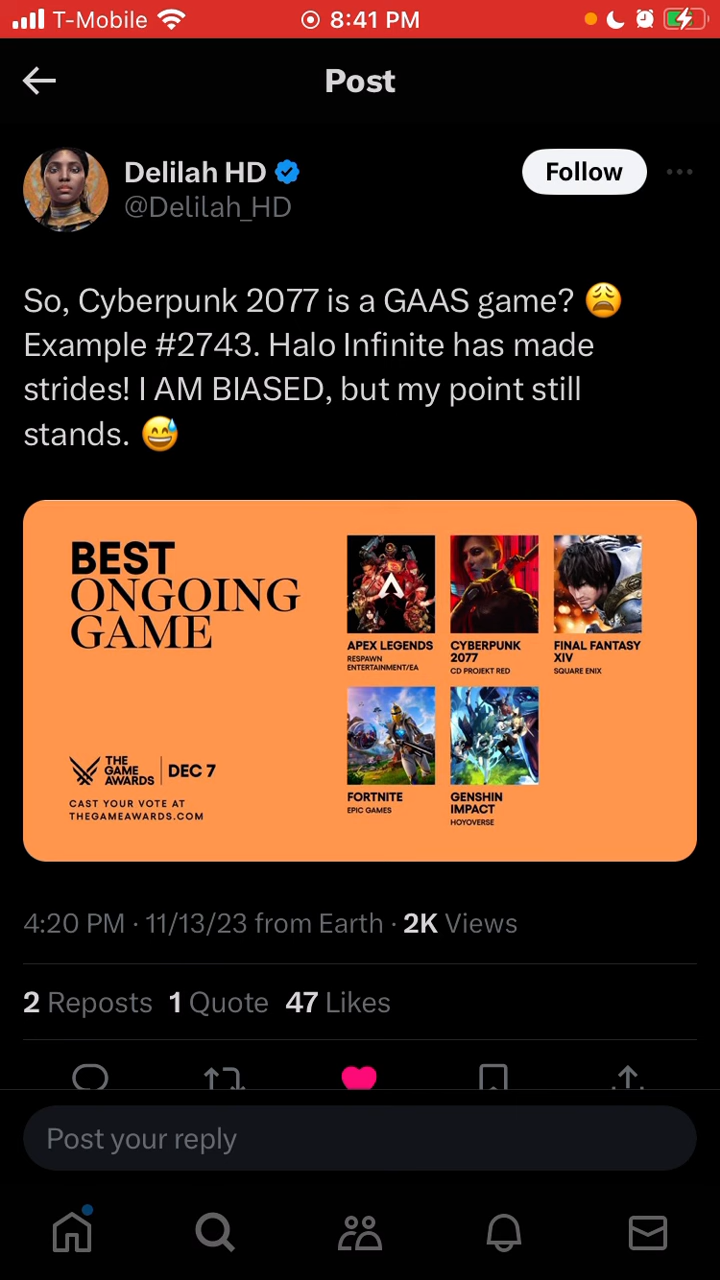 T-Mobile 8:41 PM
Post
Delilah HD
@Delilah_HD
Follow
So, Cyberpunk 2077 is a GAAS game? 😩
Example #2743. Halo Infinite has made
strides! I AM BIASED, but my point still
stands. 😅
BEST
ONGOING
GAME
THE
GAME
AWARDS
DEC 7
CAST YOUR VOTE AT
THEGAMEAWARDS.COM
APEX LEGENDS
RESPAWN
ENTERTAINMENT/EA
CYBERPUNK
2077
CD PROJEKT RED
FINAL FANTASY
XIV
SQUARE ENIX
FORTNITE
EPIC GAMES
GENSHIN
IMPACT
HOYOVERSE
4:20 PM · 11/13/23 from Earth · 2K Views
2 Reposts 1 Quote 47 Likes
Post your reply